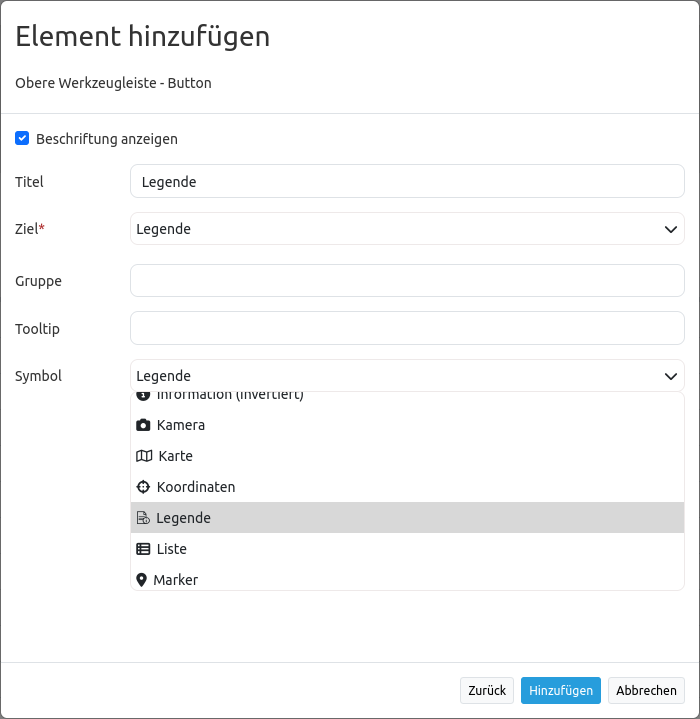 Element hinzufügen
Obere Werkzeugleiste - Button
Beschriftung anzeigen
Titel
Legende
Ziel*
Legende
Gruppe
Tooltip
Symbol
Legende
Information (invertiert)
Kamera
Karte
Koordinaten
Legende
Liste
Marker
Zurück
Hinzufügen
Abbrechen